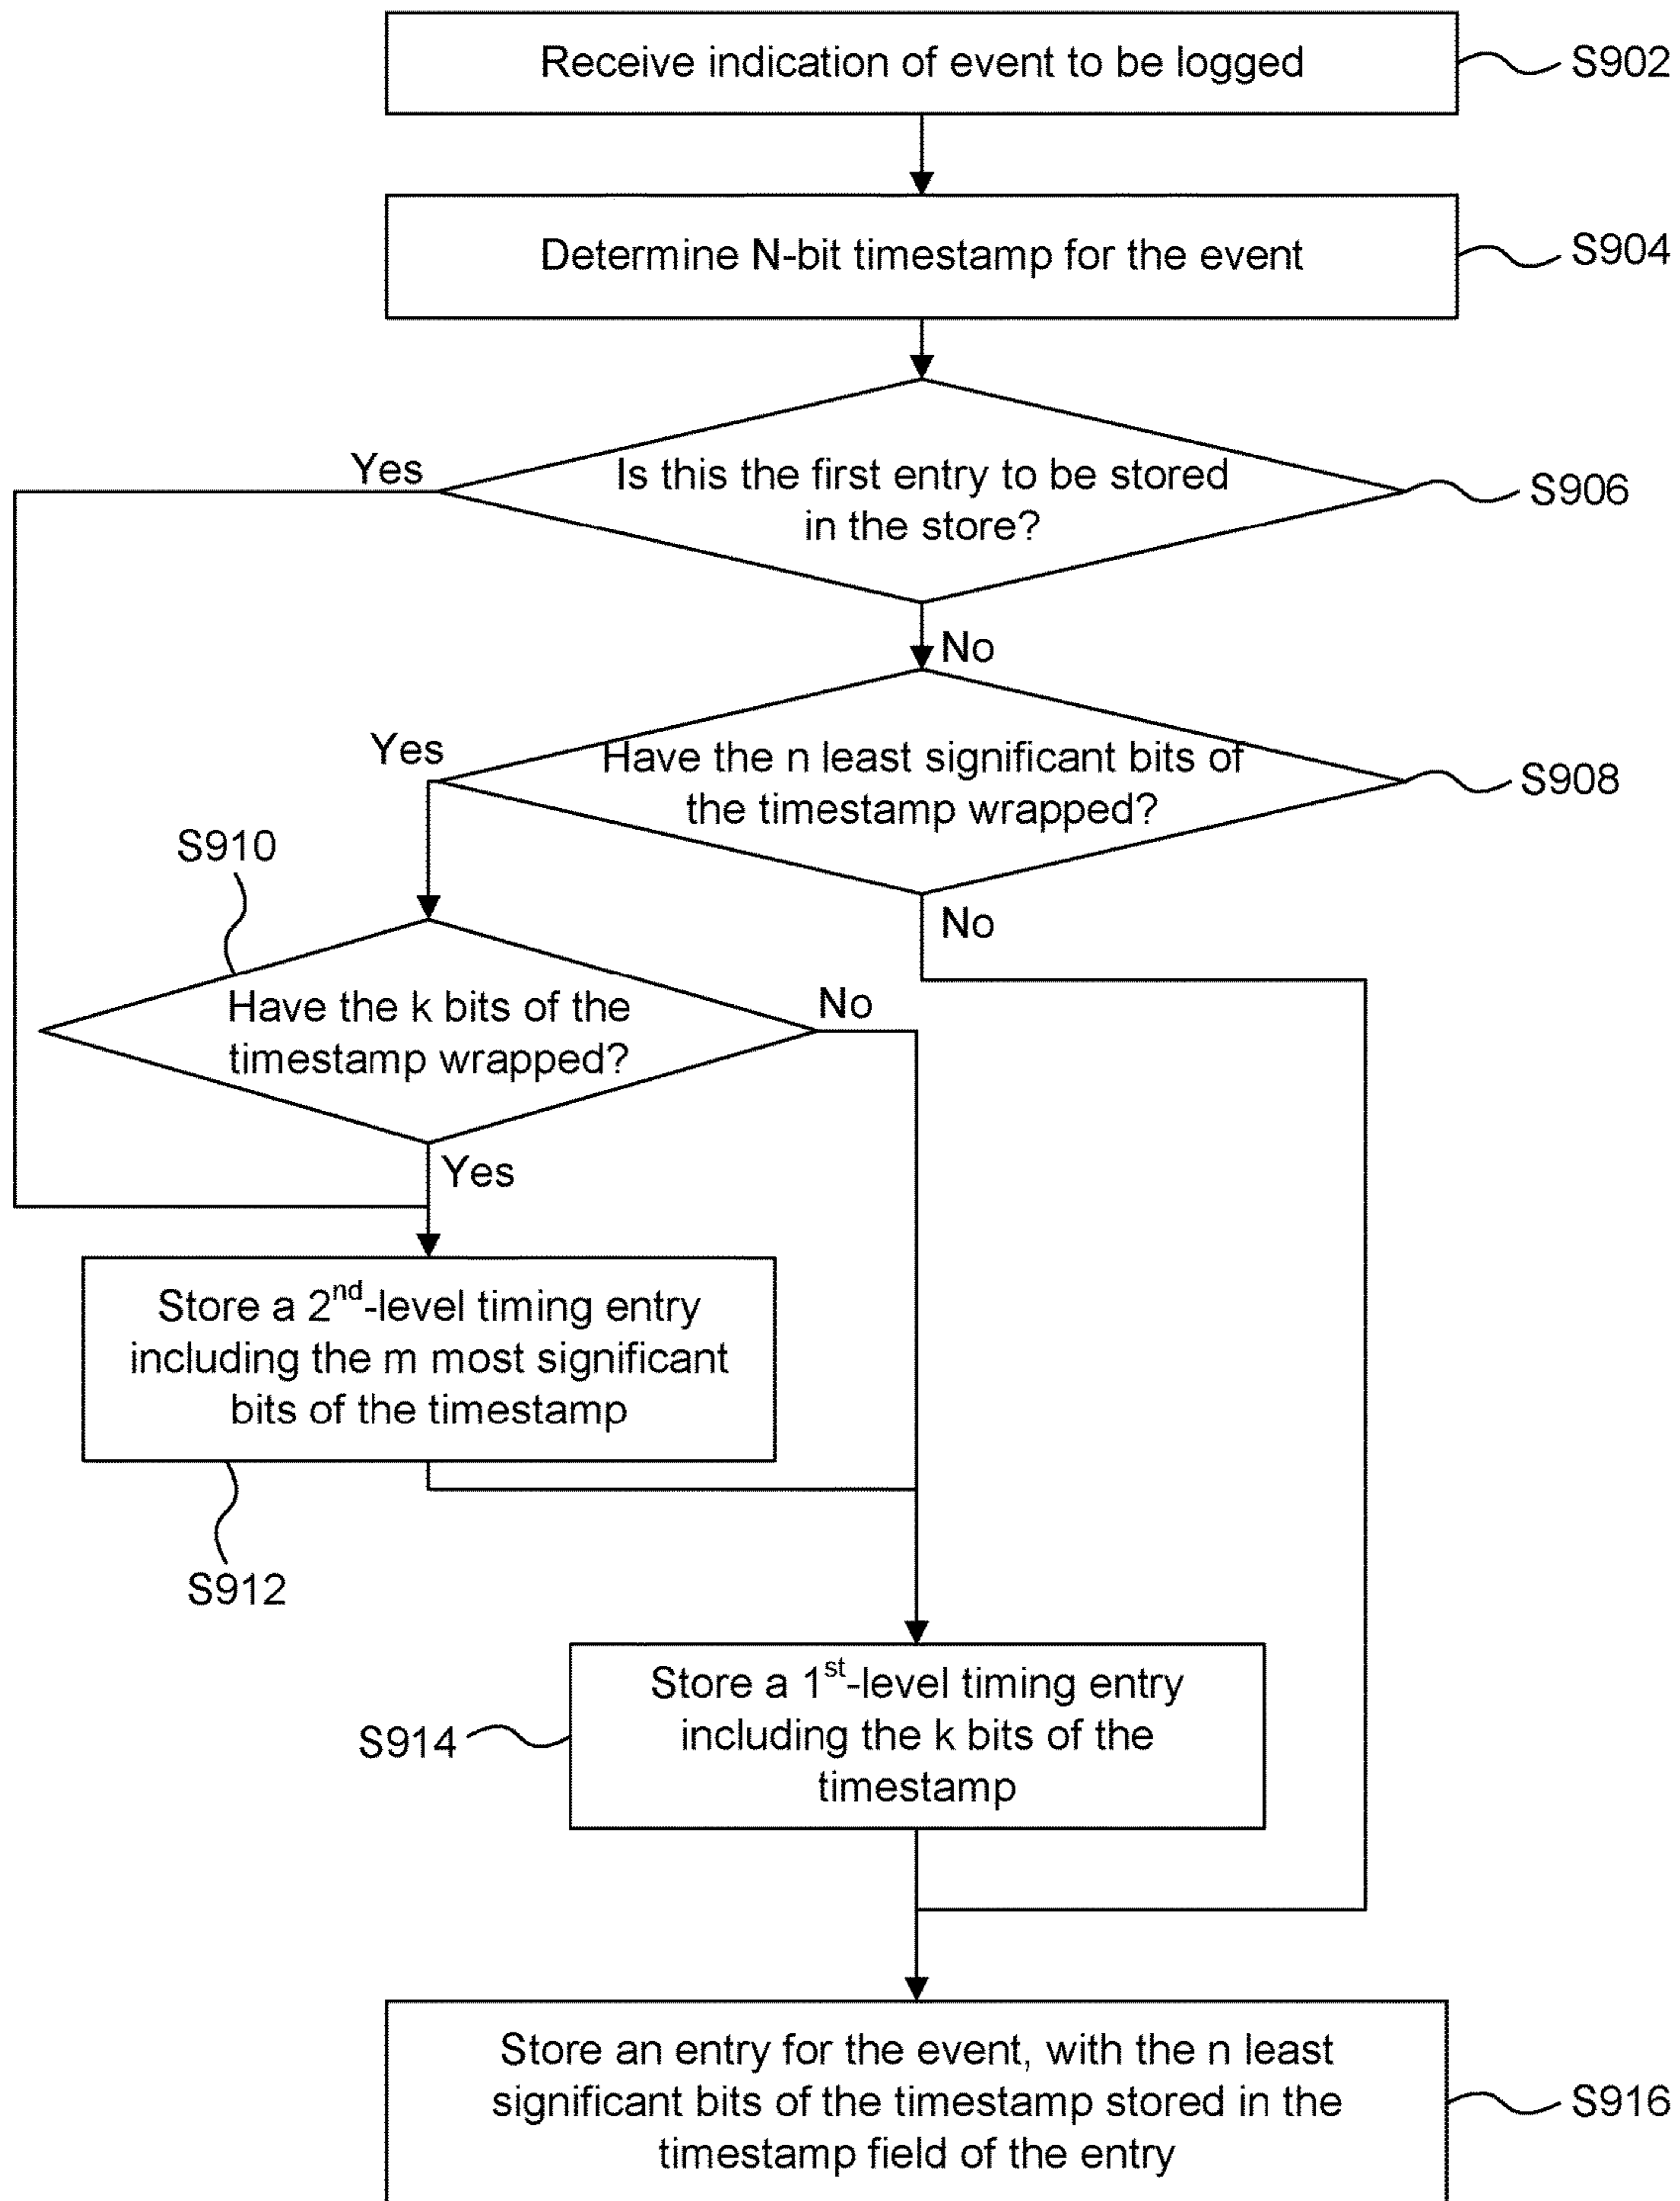 Receive indication of event to be logged
S902
Determine N-bit timestamp for the event
S904
Yes
Is this the first entry to be stored
in the store?
S906
No
Yes
Have the n least significant bits of
the timestamp wrapped?
S908
S910
No
Have the k bits of the
timestamp wrapped?
No
Yes
Store a 2nd-level timing entry
including the m most significant
bits of the timestamp
S912
Store a 1st-level timing entry
including the k bits of the
timestamp
S914
Store an entry for the event, with the n least
significant bits of the timestamp stored in the
timestamp field of the entry
S916